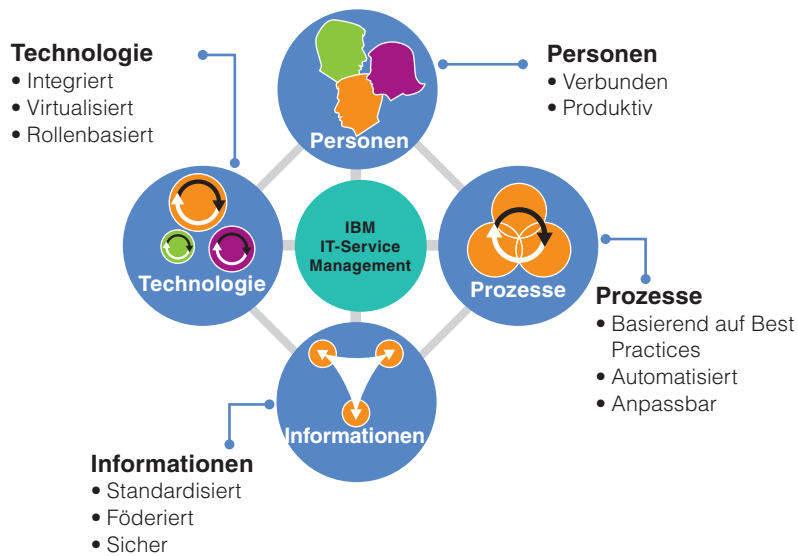 Technologie
• Integriert
• Virtualisiert
• Rollenbasiert
Personen
• Verbunden
• Produktiv
Personen
IBM
IT-Service
Management
Technologie
Prozesse
Prozesse
• Basierend auf Best
Practices
• Automatisiert
• Anpassbar
Informationen
Informationen
• Standardisiert
• Föderiert
• Sicher